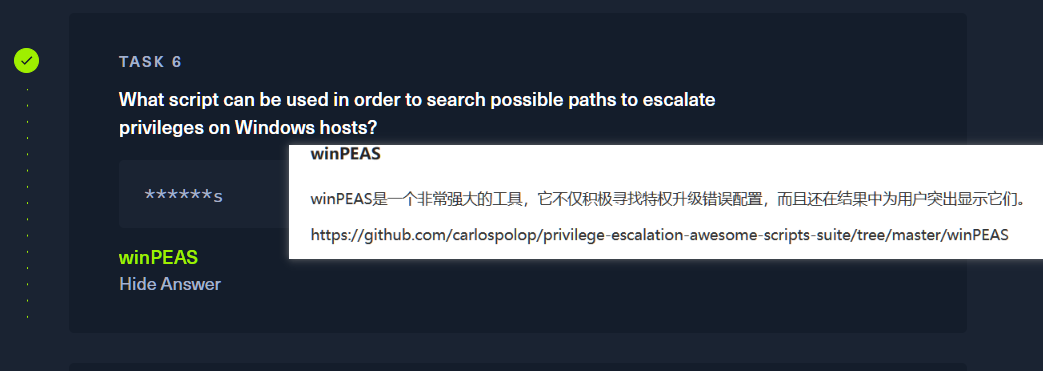 TASK 6
What script can be used in order to search possible paths to escalate
privileges on Windows hosts?
******s
winPEAS
winPEAS是一个非常强大的工具，它不仅积极寻找特权升级错误配置，而且还在结果中为用户突出显示它们。
https://github.com/carlospolop/privilege-escalation-awesome-scripts-suite/tree/master/winPEAS
winPEAS
Hide Answer